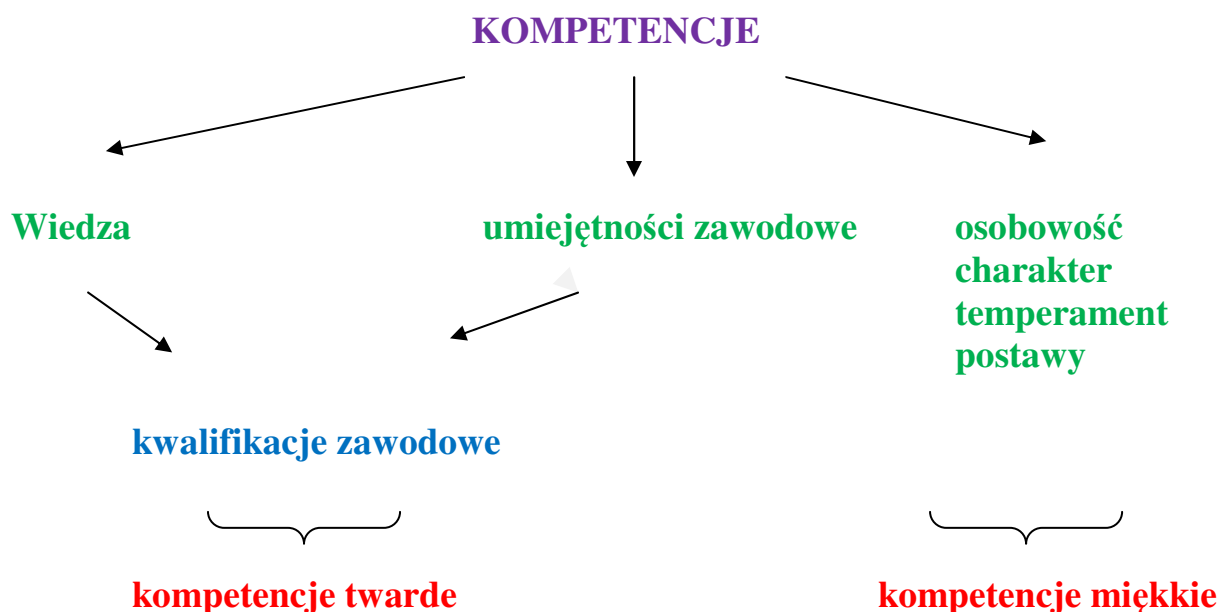 KOMPETENCJE
Wiedza
umiejętności zawodowe
osobowość
charakter
temperament
postawy
kwalifikacje zawodowe
kompetencje twarde
kompetencje miękkie